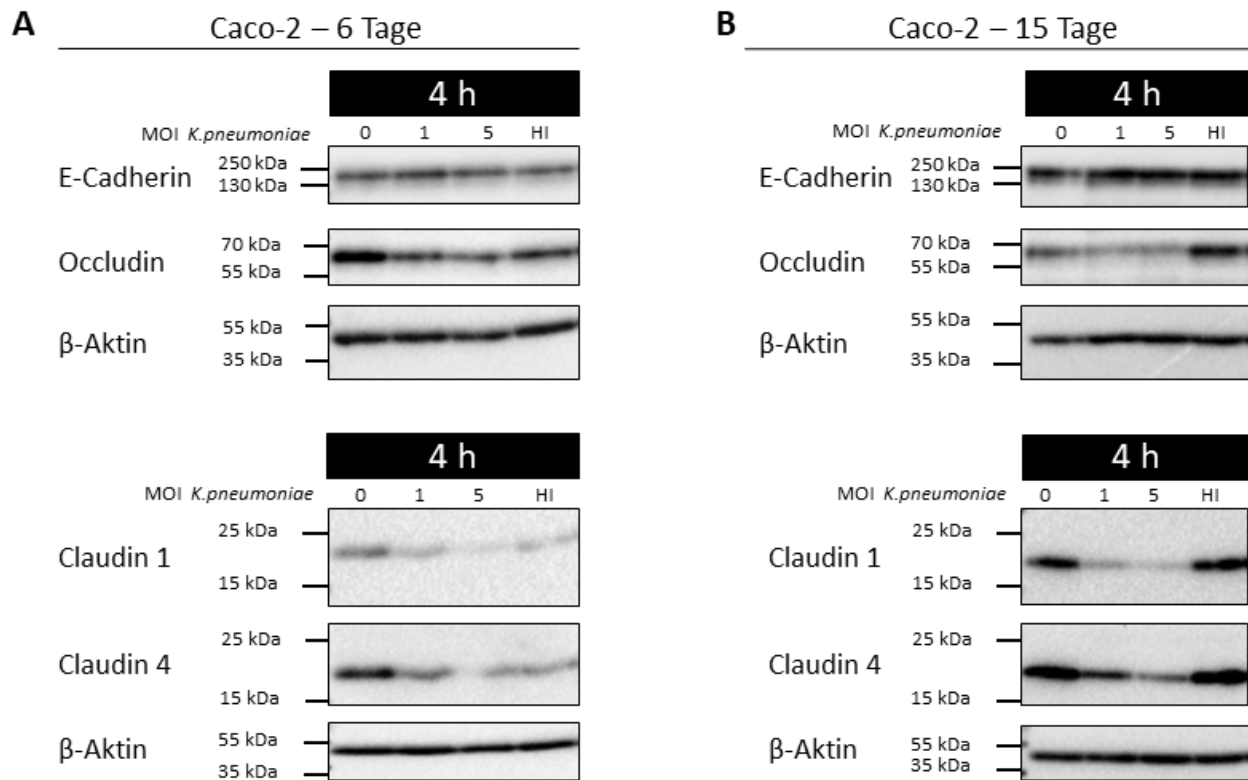 A
Caco-2 – 6 Tage
4 h
MOI K.pneumoniae 0 1 5 HI
E-Cadherin 250 kDa
130 kDa
Occludin 70 kDa
55 kDa
β-Aktin 55 kDa
35 kDa
4 h
MOI K.pneumoniae 0 1 5 HI
Claudin 1 25 kDa
15 kDa
Claudin 4 25 kDa
15 kDa
β-Aktin 55 kDa
35 kDa
B
Caco-2 – 15 Tage
4 h
MOI K.pneumoniae 0 1 5 HI
E-Cadherin 250 kDa
130 kDa
Occludin 70 kDa
55 kDa
β-Aktin 55 kDa
35 kDa
4 h
MOI K.pneumoniae 0 1 5 HI
Claudin 1 25 kDa
15 kDa
Claudin 4 25 kDa
15 kDa
β-Aktin 55 kDa
35 kDa